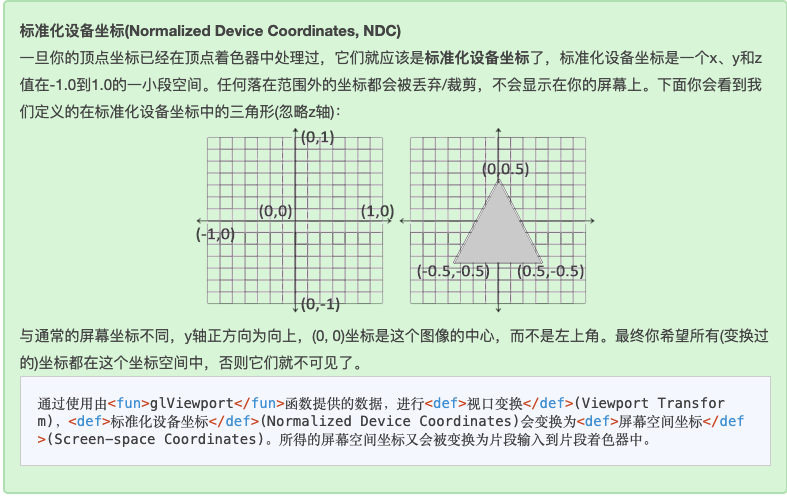 标准化设备坐标(Normalized Device Coordinates, NDC)
一旦你的顶点坐标已经在顶点着色器中处理过，它们就应该是标准化设备坐标了，标准化设备坐标是一个x、y和z
值在-1.0到1.0的一小段空间。任何落在范围外的坐标都会被丢弃/裁剪，不会显示在你的屏幕上。下面你会看到我
们定义的在标准化设备坐标中的三角形(忽略z轴)：
(0,1)
(0,0)
(1,0)
(-1,0)
(0,-1)
(0,0.5)
(-0.5,-0.5)
(0.5,-0.5)
与通常的屏幕坐标不同，y轴正方向为向上，(0, 0)坐标是这个图像的中心，而不是左上角。最终你希望所有(变换过
的)坐标都在这个坐标空间中，否则它们就不可见了。
通过使用由<fun>glViewport</fun>函数提供的数据，进行<def>视口变换</def>(Viewport Transfor
m)，<def>标准化设备坐标</def>(Normalized Device Coordinates)会变换为<def>屏幕空间坐标</def
>(Screen-space Coordinates)。所得的屏幕空间坐标又会被变换为片段输入到片段着色器中。